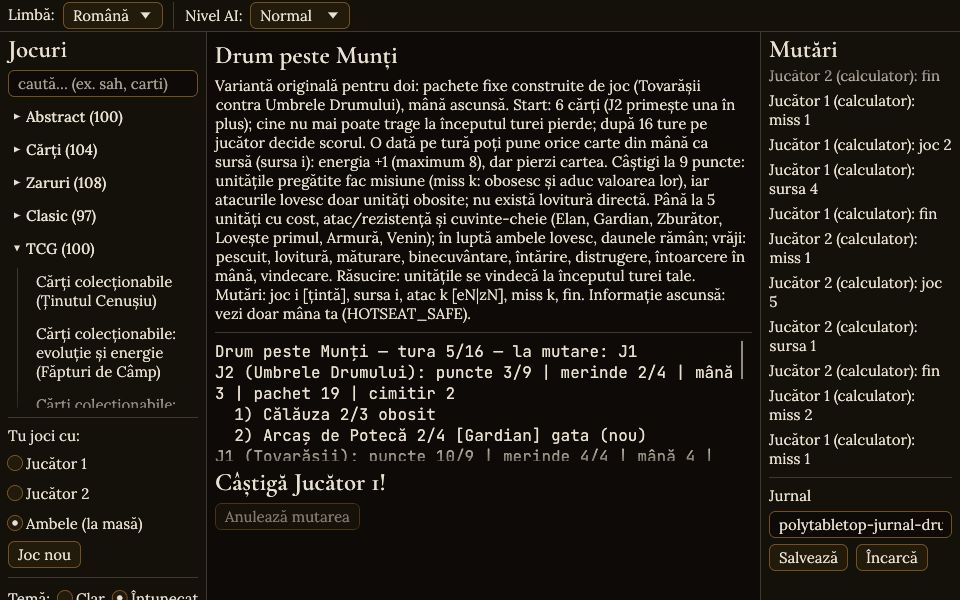 Limbă: Română ▼ Nivel AI: Normal ▼
Jocuri
caută... (ex. sah, carti)
▸ Abstract (100)
▸ Cărți (104)
▸ Zaruri (108)
▸ Clasic (97)
▾ TCG (100)
Cărți colecționabile
(Ținutul Cenușiu)
Cărți colecționabile:
evoluție și energie
(Făpturi de Câmp)
Cărți colecționabile:
Tu joci cu:
Jucător 1
Jucător 2
Ambele (la masă)
Joc nou
Temă: Clar Întunecat
Drum peste Munți
Variantă originală pentru doi: pachete fixe construite de joc (Tovarășii
contra Umbrele Drumului), mână ascunsă. Start: 6 cărți (J2 primește una în
plus); cine nu mai poate trage la începutul turei pierde; după 16 ture pe
jucător decide scorul. O dată pe tură poți pune orice carte din mână ca
sursă (sursa i): energia +1 (maximum 8), dar pierzi cartea. Câștigi la 9 puncte:
unitățile pregătite fac misiune (miss k: obosesc și aduc valoarea lor), iar
atacurile lovesc doar unități obosite; nu există lovitură directă. Până la 5
unități cu cost, atac/rezistență și cuvinte-cheie (Elan, Gardian, Zburător,
Lovește primul, Armură, Venin); în luptă ambele lovesc, daunele rămân; vrăji:
pescuit, lovitură, măturare, binecuvântare, întărire, distrugere, întoarcere în
mână, vindecare. Răsucire: unitățile se vindecă la începutul turei tale.
Mutări: joc i [țintă], sursa i, atac k [eN|zN], miss k, fin. Informație ascunsă:
vezi doar mâna ta (HOTSEAT_SAFE).
Drum peste Munți — tura 5/16 — la mutare: J1
J2 (Umbrele Drumului): puncte 3/9 | merinde 2/4 | mână
3 | pachet 19 | cimitir 2
1) Călăuza 2/3 obosit
2) Arcaș de Potecă 2/4 [Gardian] gata (nou)
J1 (Tovarășii): puncte 10/9 | merinde 4/4 | mână 4 |
Câștigă Jucător 1!
Anulează mutarea
Mutări
Jucător 2 (calculator): fin
Jucător 1 (calculator):
miss 1
Jucător 1 (calculator): joc 2
Jucător 1 (calculator):
sursa 4
Jucător 1 (calculator): fin
Jucător 2 (calculator):
miss 1
Jucător 2 (calculator): joc
5
Jucător 2 (calculator):
sursa 1
Jucător 2 (calculator): fin
Jucător 1 (calculator):
miss 2
Jucător 1 (calculator):
miss 1
Jurnal
polytabletop-jurnal-dru
Salvează Încarcă